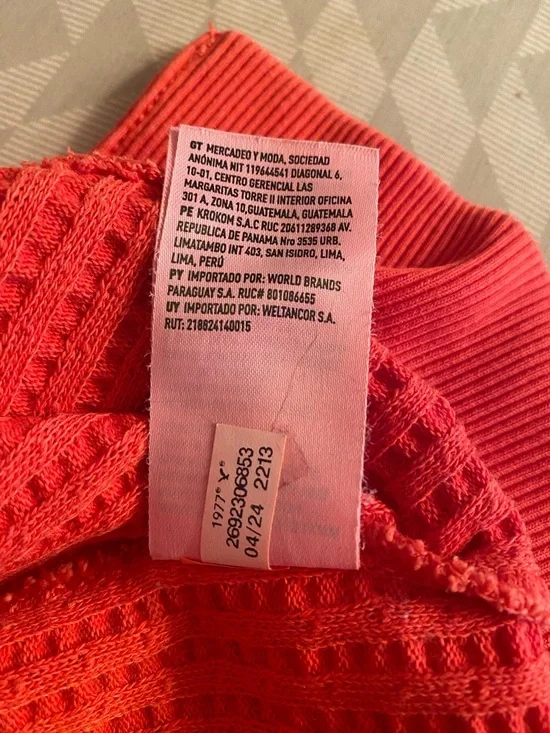 GT MERCADEO Y MODA, SOCIEDAD
ANÓNIMA NIT 119644541 DIAGONAL 6,
10-01, CENTRO GERENCIAL LAS
MARGARITAS TORRE II INTERIOR OFICINA
301 A, ZONA 10,GUATEMALA, GUATEMALA
PE KROKOM S.A.C RUC 20611289368 AV.
REPUBLICA DE PANAMA Nro 3535 URB.
LIMATAMBO INT 403, SAN ISIDRO, LIMA,
LIMA, PERÚ
PY IMPORTADO POR: WORLD BRANDS
PARAGUAY S.A. RUC# 801086655
UY IMPORTADO POR: WELTANCOR S.A.
RUT: 218624140015
1977®
2692306853
04/24 2213